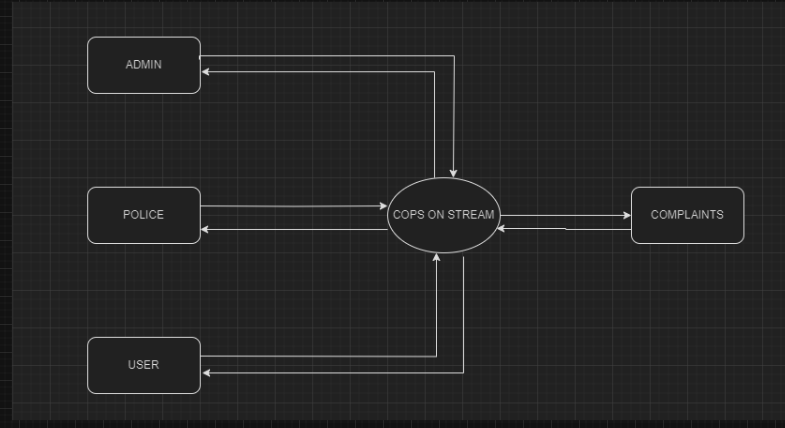 ADMIN
POLICE
COPS ON STREAM
COMPLAINTS
USER